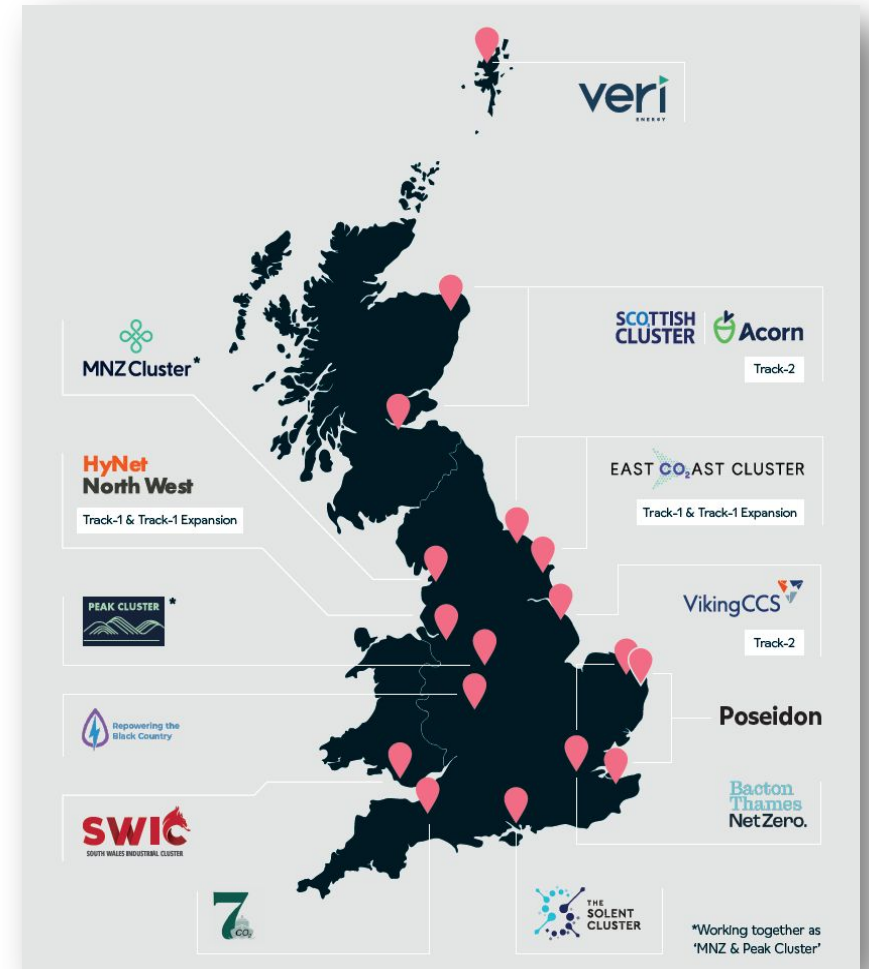 veri
ENERGY
SCOTTISH
CLUSTER
Acorn
Track-2
MNZ Cluster*
HyNet
North West
Track-1 & Track-1 Expansion
EAST CO₂AST CLUSTER
Track-1 & Track-1 Expansion
PEAK CLUSTER *
VikingCCS
Track-2
Repowering the
Black Country
Poseidon
Bacton
Thames
NetZero.
SWIC
SOUTH WALES INDUSTRIAL CLUSTER
7
CO₂
THE
SOLENT
CLUSTER
*Working together as
‘MNZ & Peak Cluster’